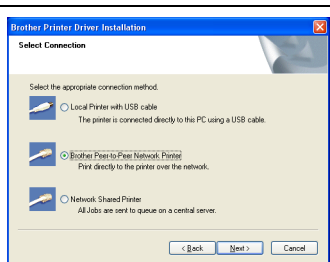 Brother Printer Driver Installation
Select Connection
Select the appropriate connection method.
Local Printer with USB cable
The printer is connected directly to this PC using a USB cable.
Brother Peer-to-Peer Network Printer
Print directly to the printer over the network.
Network Shared Printer
All Jobs are sent to queue on a central server.
< Back
Next >
Cancel